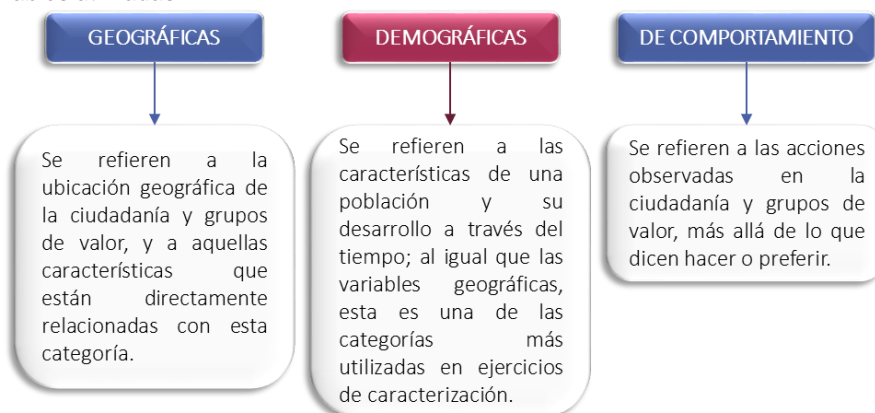 GEOGRÁFICAS
Se refieren a la
ubicación geográfica de
la ciudadanía y grupos
de valor, y a aquellas
características que
están directamente
relacionadas con esta
categoría.
DEMOGRÁFICAS
Se refieren a las
características de una
población y su
desarrollo a través del
tiempo; al igual que las
variables geográficas,
esta es una de las
categorías más
utilizadas en ejercicios
de caracterización.
DE COMPORTAMIENTO
Se refieren a las acciones
observadas en la
ciudadanía y grupos de
valor, más allá de lo que
dicen hacer o preferir.